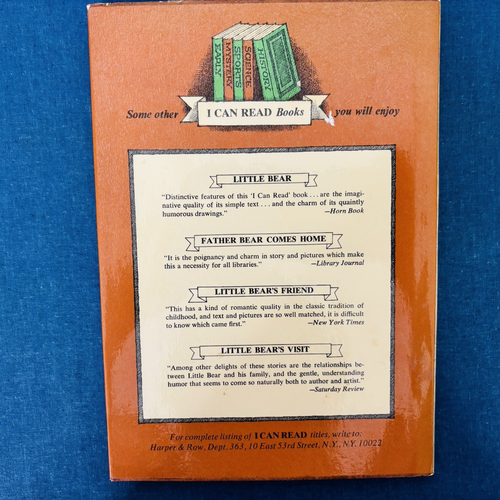 EARLY
MYSTERY
SPORTS
SCIENCE
HISTORY
Some other I CAN READ Books you will enjoy
LITTLE BEAR
“Distinctive features of this ‘I Can Read’ book . . . are the imagi-
native quality of its simple text . . . and the charm of its quaintly
humorous drawings.” —Horn Book
FATHER BEAR COMES HOME
“It is the poignancy and charm in story and pictures which make
this a necessity for all libraries.” —Library Journal
LITTLE BEAR'S FRIEND
“This has a kind of romantic quality in the classic tradition of
childhood, and text and pictures are so well matched, it is difficult
to know which came first.” —New York Times
LITTLE BEAR'S VISIT
“Among other delights of these stories are the relationships be-
tween Little Bear and his family, and the gentle, understanding
humor that seems to come so naturally both to author and artist.”
—Saturday Review
For complete listing of I CAN READ titles, write to:
Harper & Row, Dept. 363, 10 East 53rd Street, N.Y., N.Y. 10022